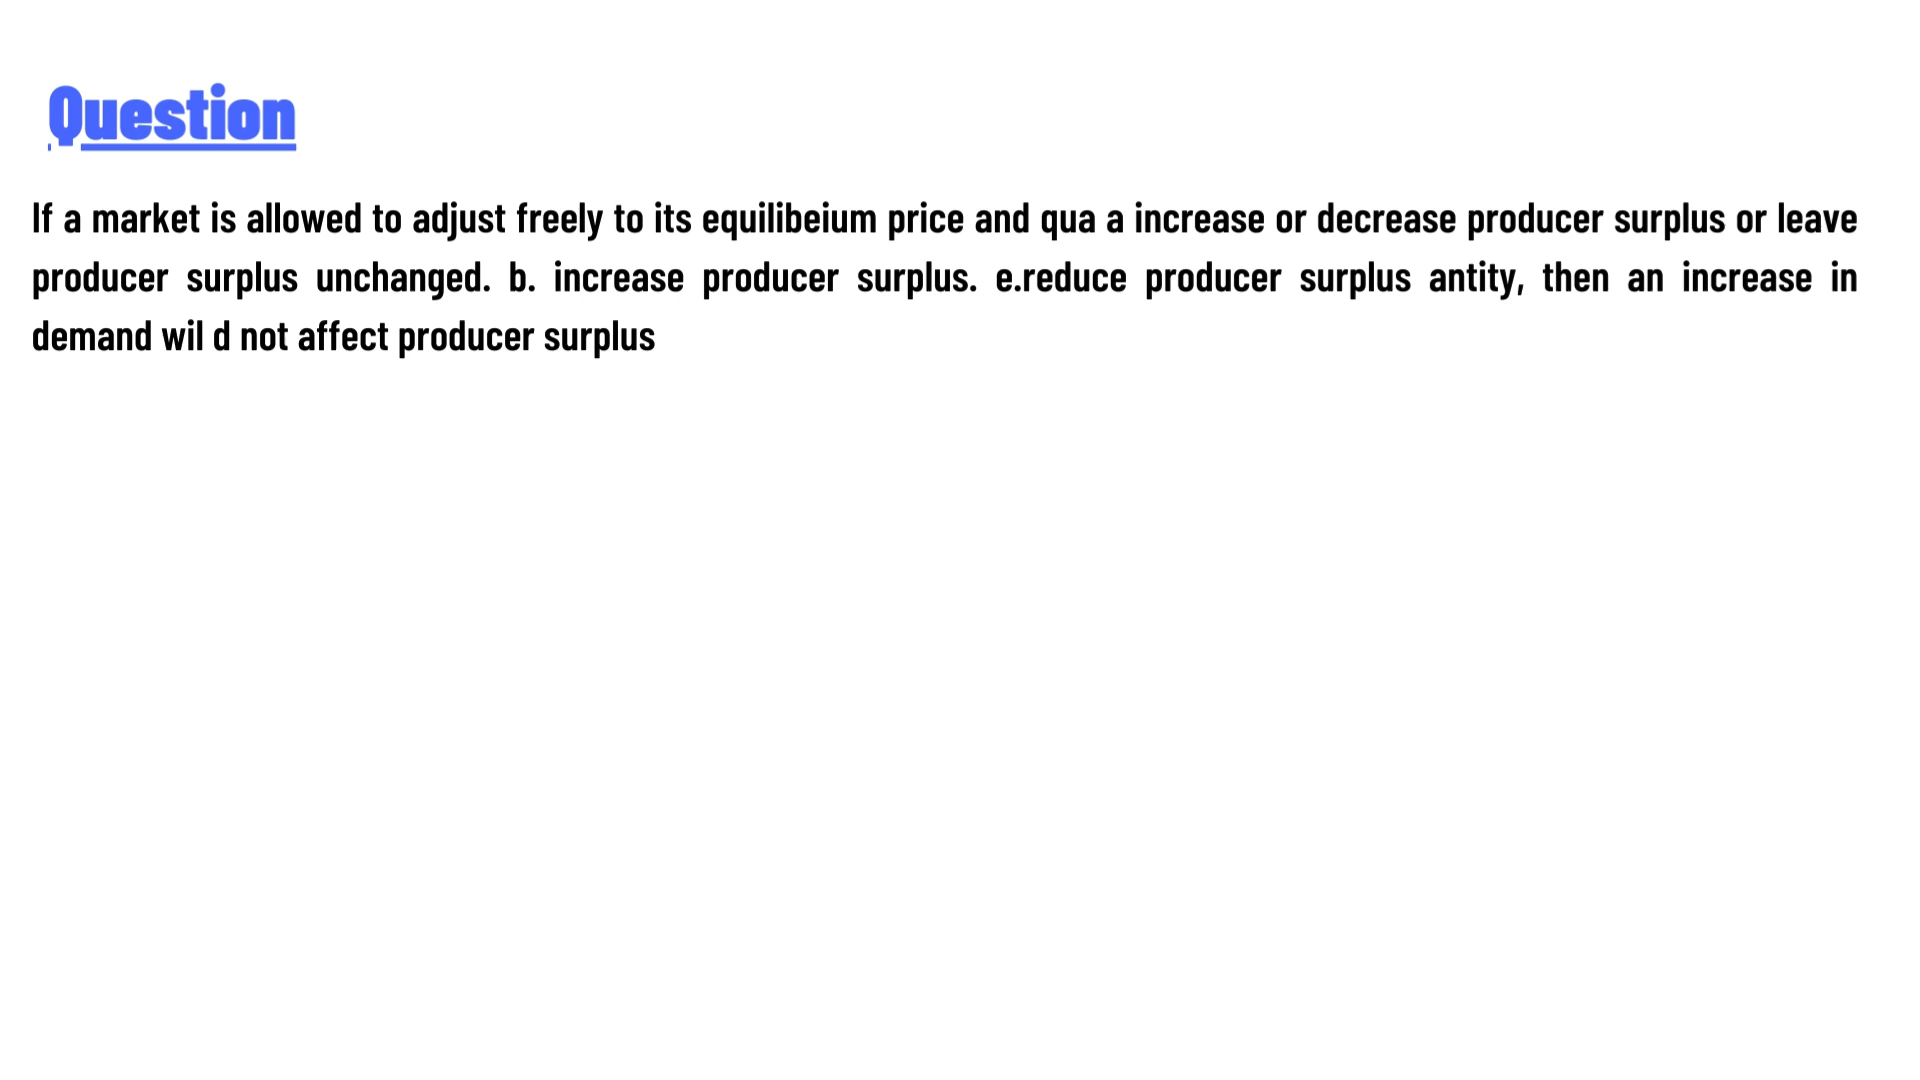 Question
If a market is allowed to adjust freely to its equilibeium price and qua a increase or decrease producer surplus or leave
producer surplus unchanged. b. increase producer surplus. e.reduce producer surplus antity, then an increase in
demand wil d not affect producer surplus